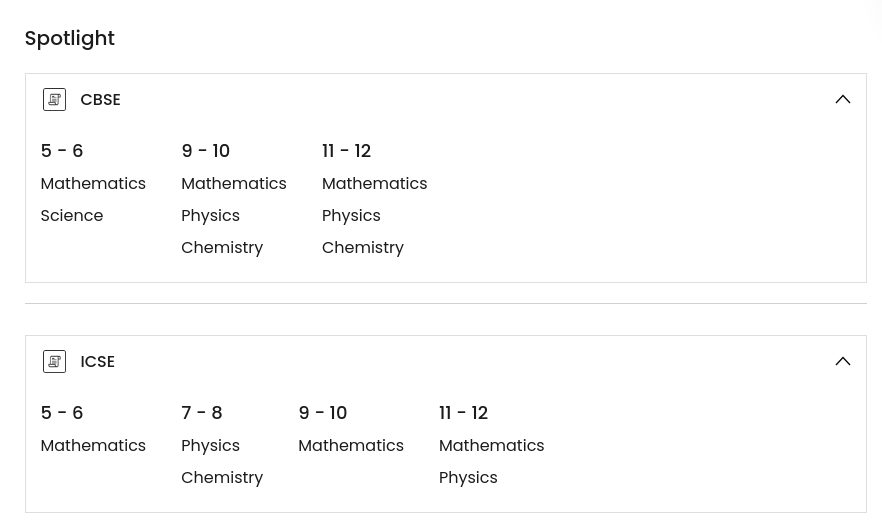 Spotlight
CBSE
5 - 6
Mathematics
Science
9 - 10
Mathematics
Physics
Chemistry
11 - 12
Mathematics
Physics
Chemistry
ICSE
5 - 6
Mathematics
7 - 8
Physics
Chemistry
9 - 10
Mathematics
11 - 12
Mathematics
Physics